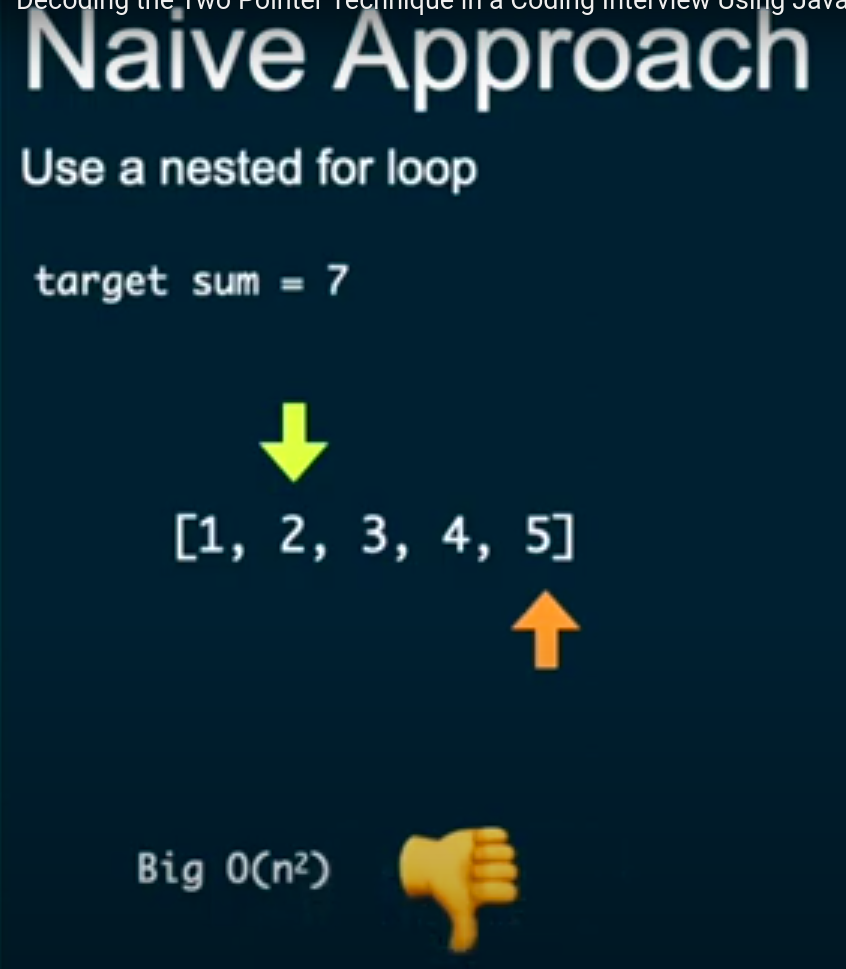 Decoding the Two Pointer Technique in a Coding Interview Using Java
Naive Approach
Use a nested for loop
target sum = 7
[1, 2, 3, 4, 5]
Big O(n²)